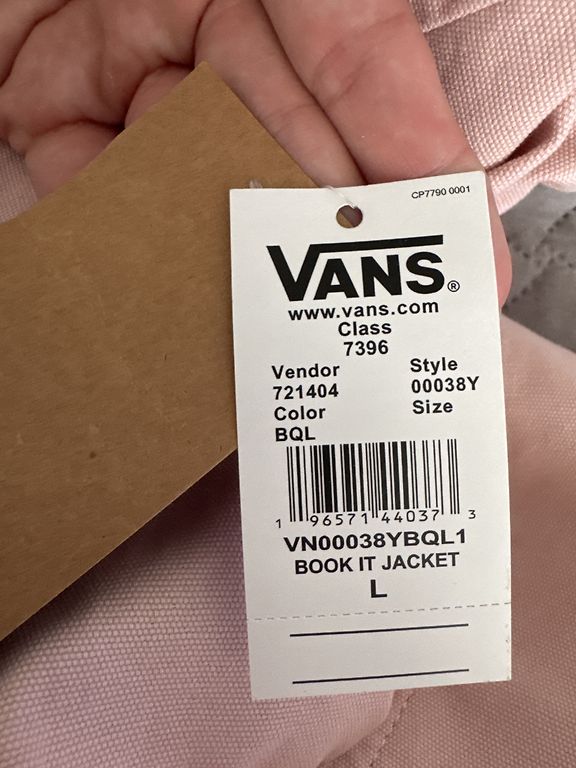 CP7790 0001
VANS®
www.vans.com
Class
7396
Vendor Style
721404 00038Y
Color Size
BQL
1 96571 44037 3
VN00038YBQL1
BOOK IT JACKET
L